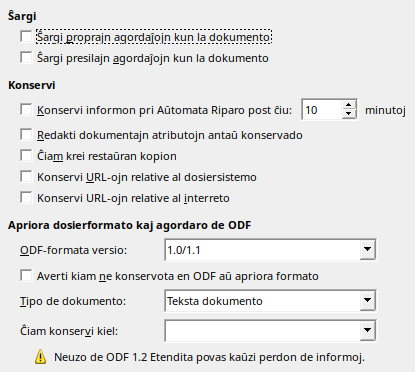 Ŝargi
Ŝargi proprajn agordaĵojn kun la dokumento
Ŝargi presilajn agordaĵojn kun la dokumento
Konservi
Konservi informon pri Aŭtomata Riparo post ĉiu: 10 minutoj
Redakti dokumentajn atributojn antaŭ konservado
Ĉiam krei restaŭran kopion
Konservi URL-ojn relative al dosiersistemo
Konservi URL-ojn relative al interreto
Apriora dosierformato kaj agordaro de ODF
ODF-formata versio: 1.0/1.1
Averti kiam ne konservota en ODF aŭ apriora formato
Tipo de dokumento: Teksta dokumento
Ĉiam konservi kiel:
Neuzo de ODF 1.2 Etendita povas kaŭzi perdon de informoj.